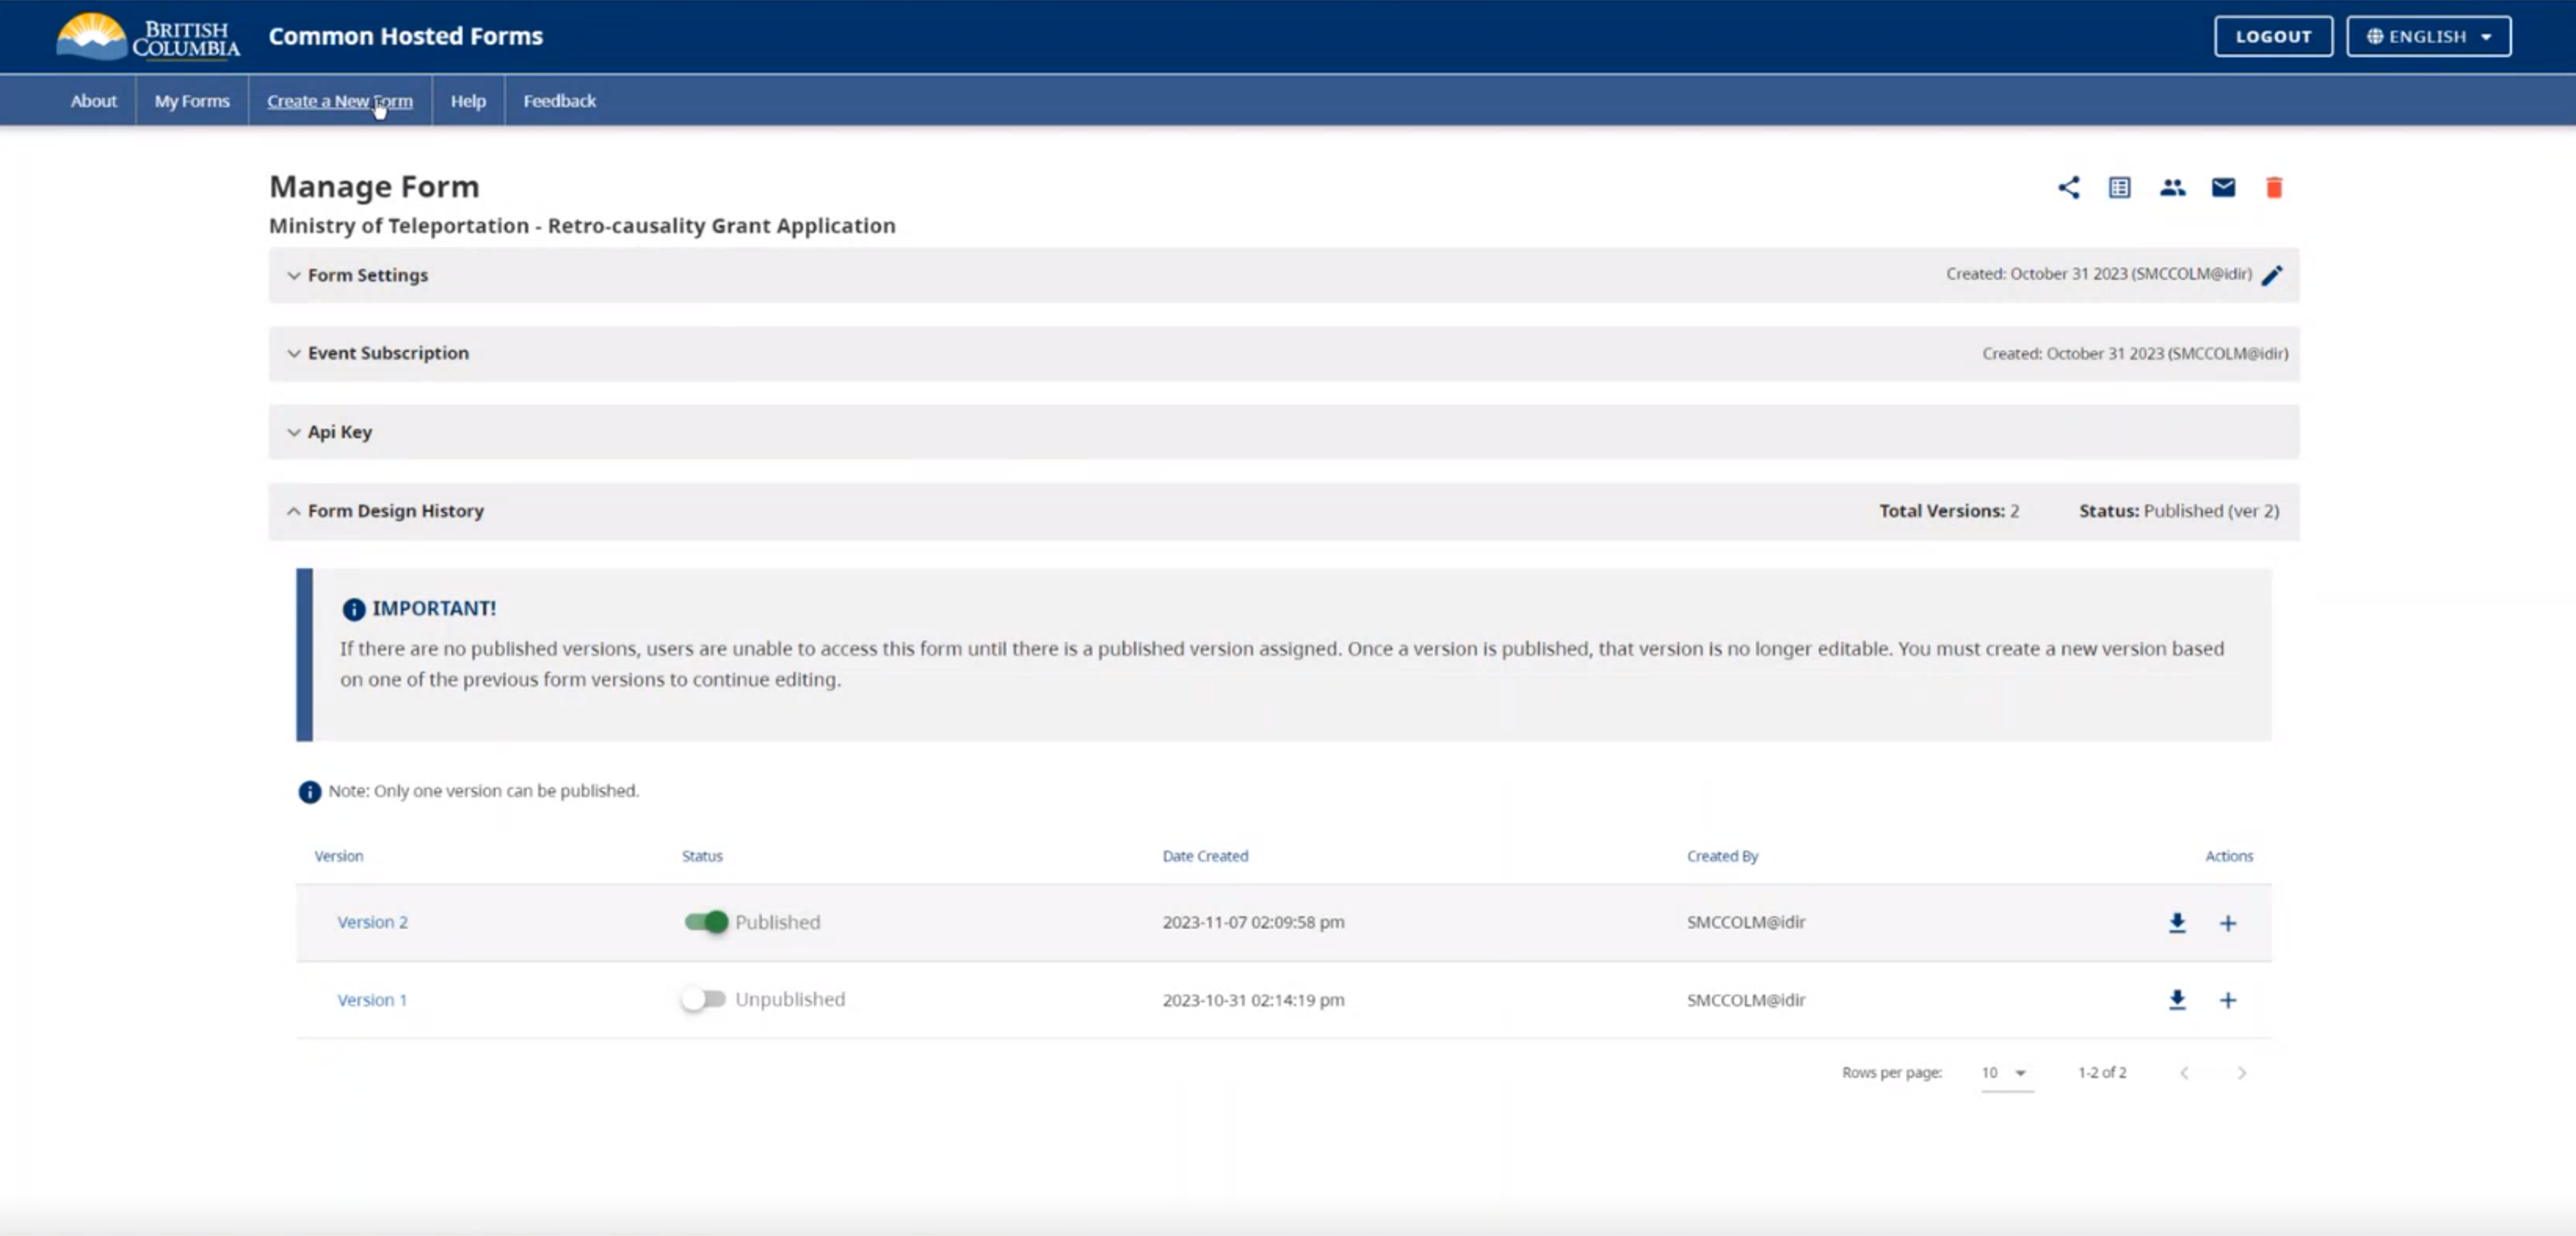 BRITISH
COLUMBIA
Common Hosted Forms
LOGOUT
ENGLISH
About
My Forms
Create a New Form
Help
Feedback
Manage Form
Ministry of Teleportation - Retro-causality Grant Application
Form Settings
Created: October 31 2023 (SMCCOLM@idir)
Event Subscription
Created: October 31 2023 (SMCCOLM@idir)
Api Key
Form Design History
Total Versions: 2
Status: Published (ver 2)
IMPORTANT!
If there are no published versions, users are unable to access this form until there is a published version assigned. Once a version is published, that version is no longer editable. You must create a new version based
on one of the previous form versions to continue editing.
Note: Only one version can be published.
Version
Status
Date Created
Created By
Actions
Version 2
Published
2023-11-07 02:09:58 pm
SMCCOLM@idir
Version 1
Unpublished
2023-10-31 02:14:19 pm
SMCCOLM@idir
Rows per page:
10
1-2 of 2